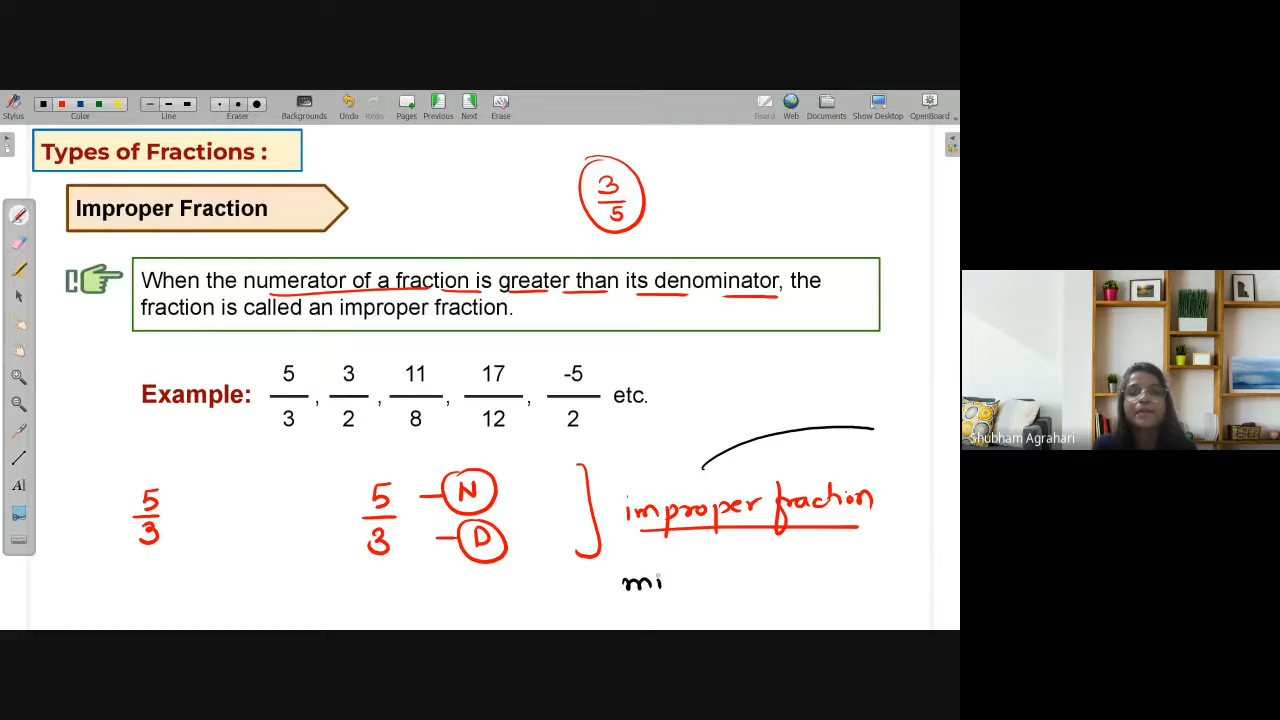 Stylus Color Line Eraser Backgrounds Undo Redo Pages Previous Next Erase Board Web Documents Show Desktop OpenBoard
Types of Fractions :
Improper Fraction
3
5
When the numerator of a fraction is greater than its denominator, the
fraction is called an improper fraction.
5 3 11 17 -5
Example: , , , , etc.
3 2 8 12 2
Shubham Agrahari
5 5 N
3 3 D
improper fraction
mi